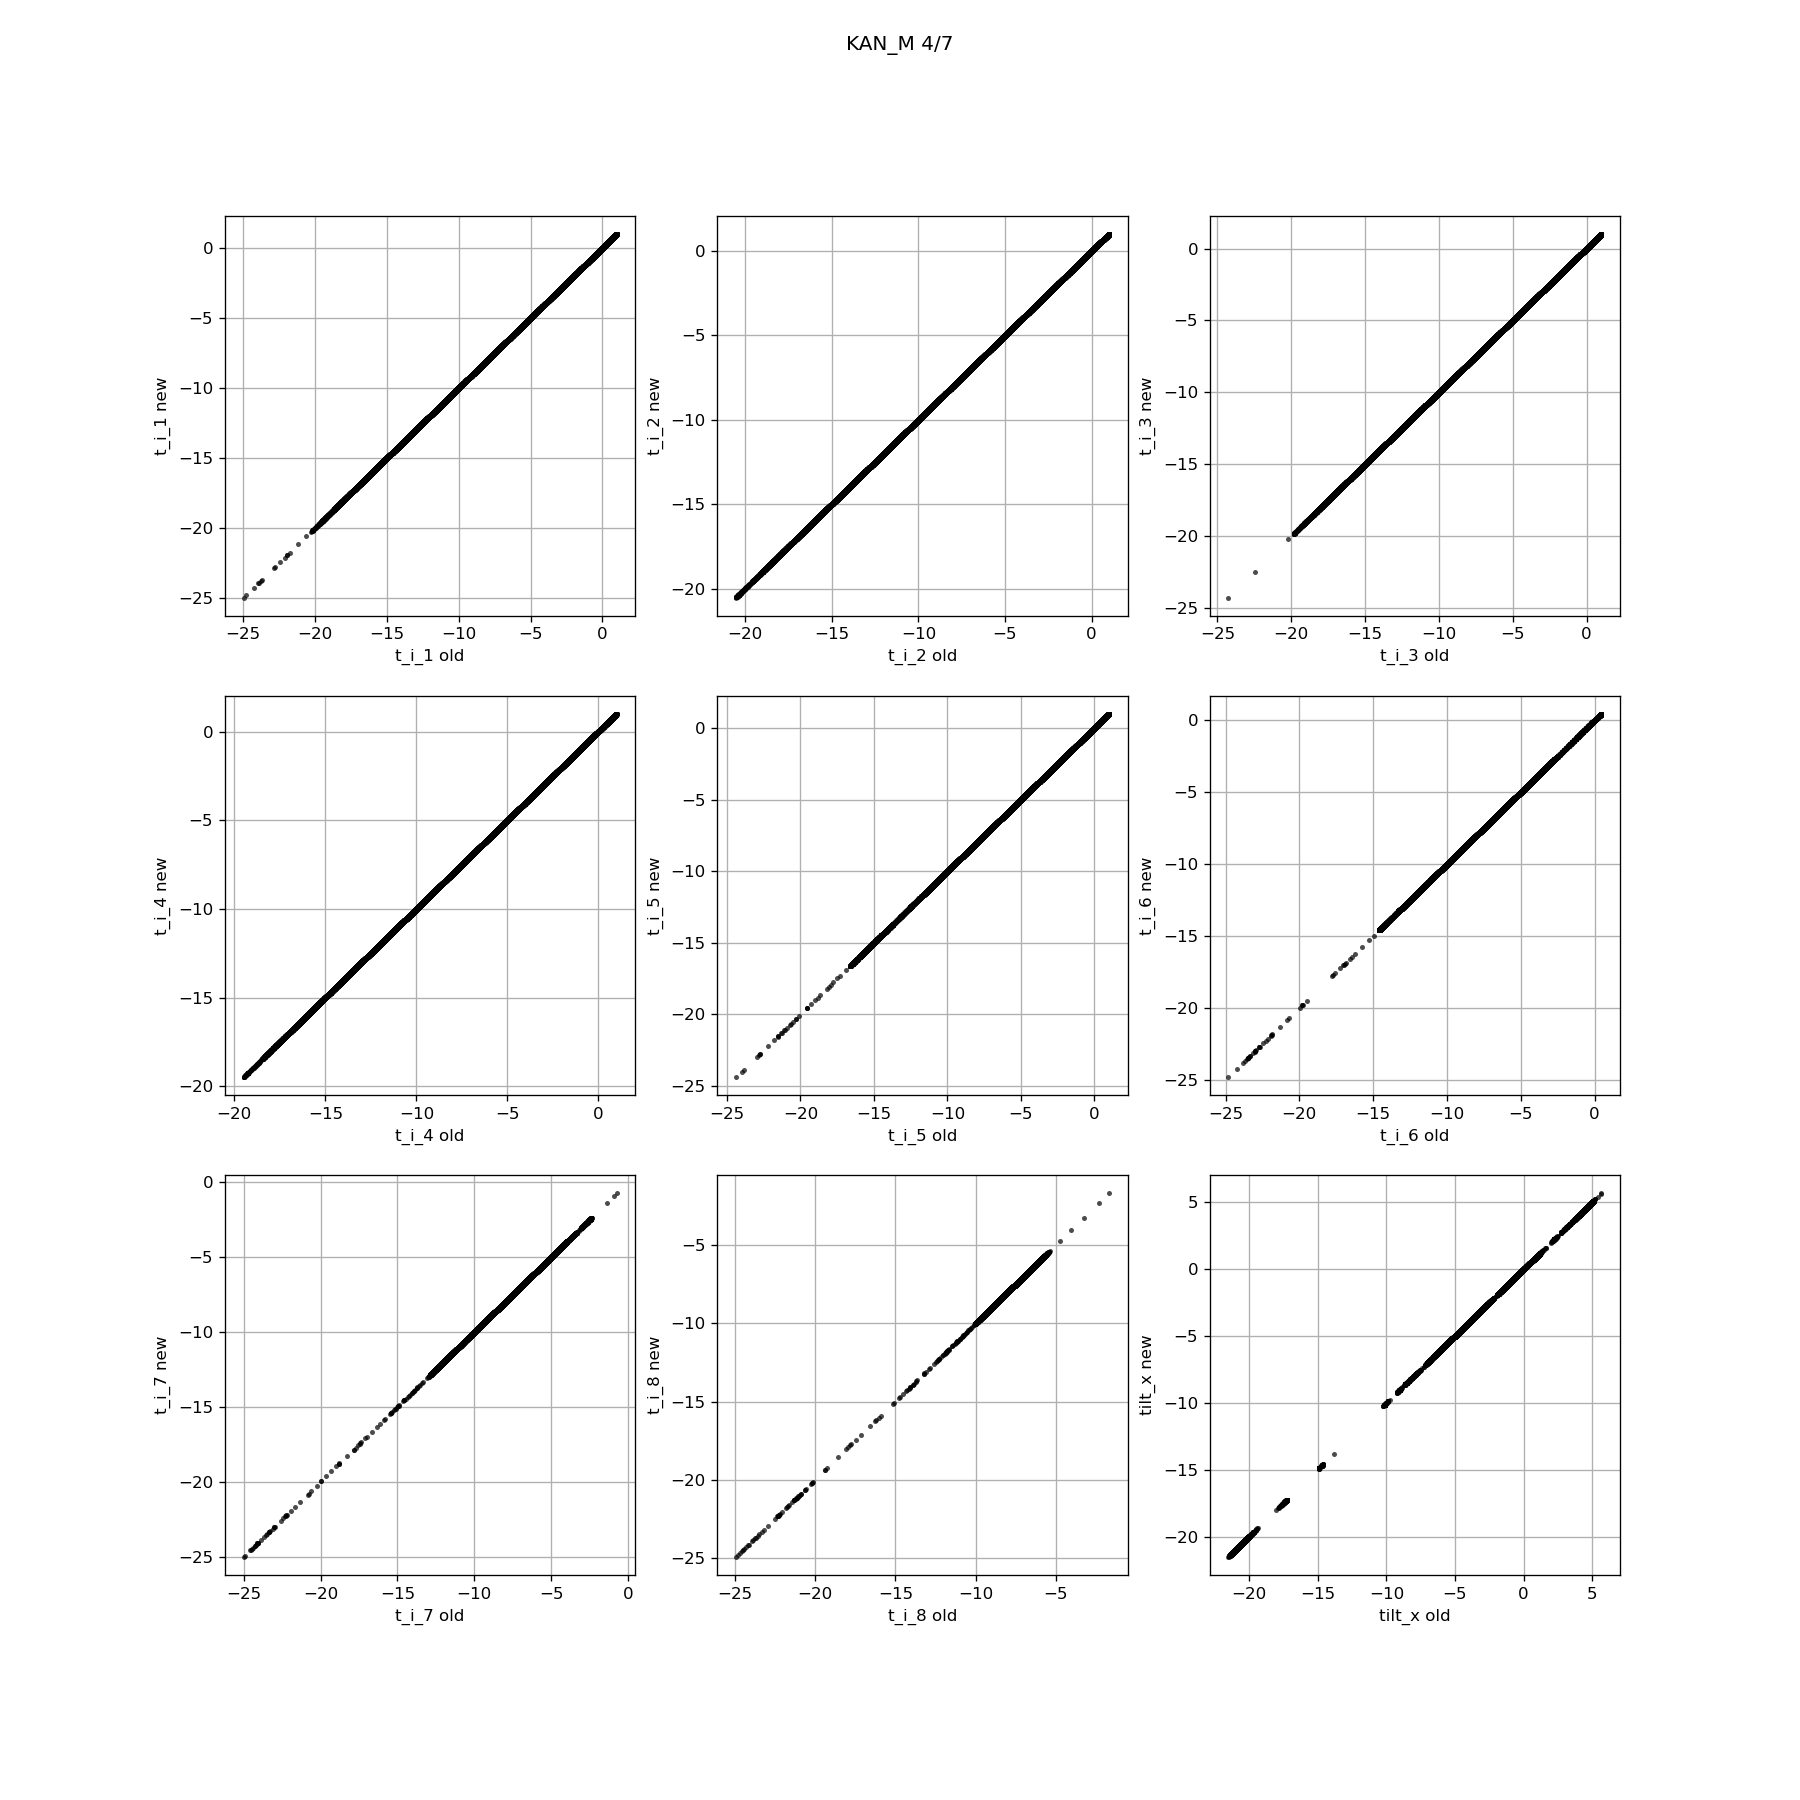 KAN_M 4/7
0
−5
−10
−15
−20
−25
t_i_1 new
−25 −20 −15 −10 −5 0
t_i_1 old
0
−5
−10
−15
−20
t_i_2 new
−20 −15 −10 −5 0
t_i_2 old
0
−5
−10
−15
−20
−25
t_i_3 new
−25 −20 −15 −10 −5 0
t_i_3 old
0
−5
−10
−15
−20
t_i_4 new
−20 −15 −10 −5 0
t_i_4 old
0
−5
−10
−15
−20
−25
t_i_5 new
−25 −20 −15 −10 −5 0
t_i_5 old
0
−5
−10
−15
−20
−25
t_i_6 new
−25 −20 −15 −10 −5 0
t_i_6 old
0
−5
−10
−15
−20
−25
t_i_7 new
−25 −20 −15 −10 −5 0
t_i_7 old
−5
−10
−15
−20
−25
t_i_8 new
−25 −20 −15 −10 −5
t_i_8 old
5
0
−5
−10
−15
−20
tilt_x new
−20 −15 −10 −5 0 5
tilt_x old